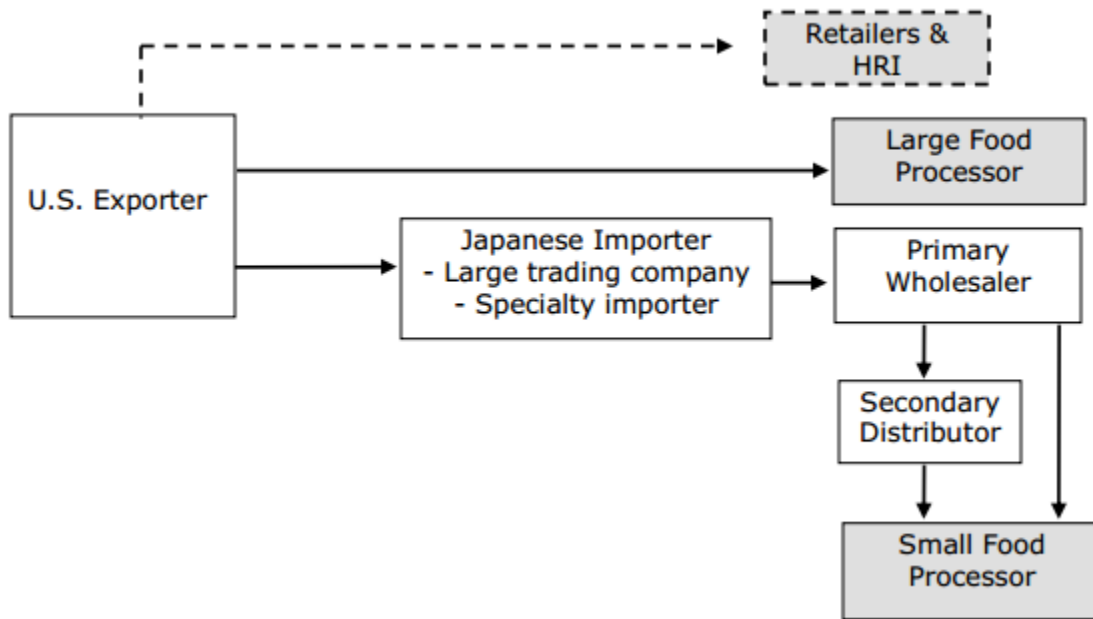 Retailers &
HRI
U.S. Exporter
Large Food
Processor
Japanese Importer
- Large trading company
- Specialty importer
Primary
Wholesaler
Secondary
Distributor
Small Food
Processor